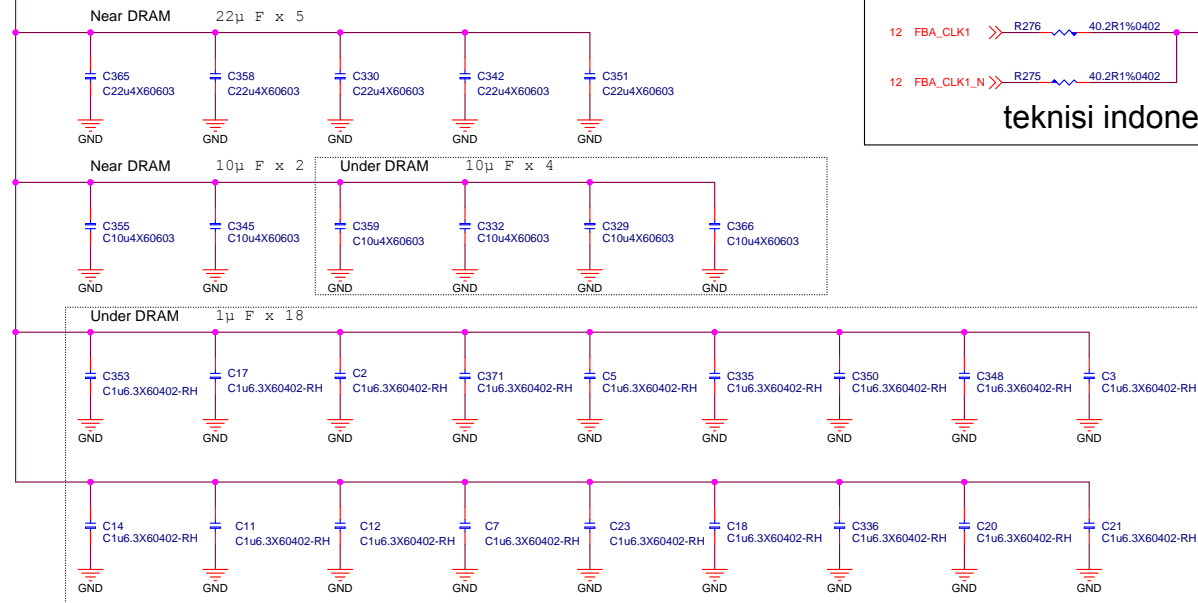 Near DRAM 22μ F x 5
C365 C358 C330 C342 C351
C22u4X60603 C22u4X60603 C22u4X60603 C22u4X60603 C22u4X60603
GND GND GND GND GND
12 FBA_CLK1 R276 40.2R1%0402
12 FBA_CLK1_N R275 40.2R1%0402
teknisi indone
Near DRAM 10μ F x 2 Under DRAM 10μ F x 4
C355 C345 C359 C332 C329 C366
C10u4X60603 C10u4X60603 C10u4X60603 C10u4X60603 C10u4X60603 C10u4X60603
GND GND GND GND GND GND
Under DRAM 1μ F x 18
C353 C17 C2 C371 C5 C335 C350 C348 C3
C1u6.3X60402-RH C1u6.3X60402-RH C1u6.3X60402-RH C1u6.3X60402-RH C1u6.3X60402-RH C1u6.3X60402-RH C1u6.3X60402-RH C1u6.3X60402-RH C1u6.3X60402-RH
GND GND GND GND GND GND GND GND GND
C14 C11 C12 C7 C23 C18 C336 C20 C21
C1u6.3X60402-RH C1u6.3X60402-RH C1u6.3X60402-RH C1u6.3X60402-RH C1u6.3X60402-RH C1u6.3X60402-RH C1u6.3X60402-RH C1u6.3X60402-RH C1u6.3X60402-RH
GND GND GND GND GND GND GND GND GND